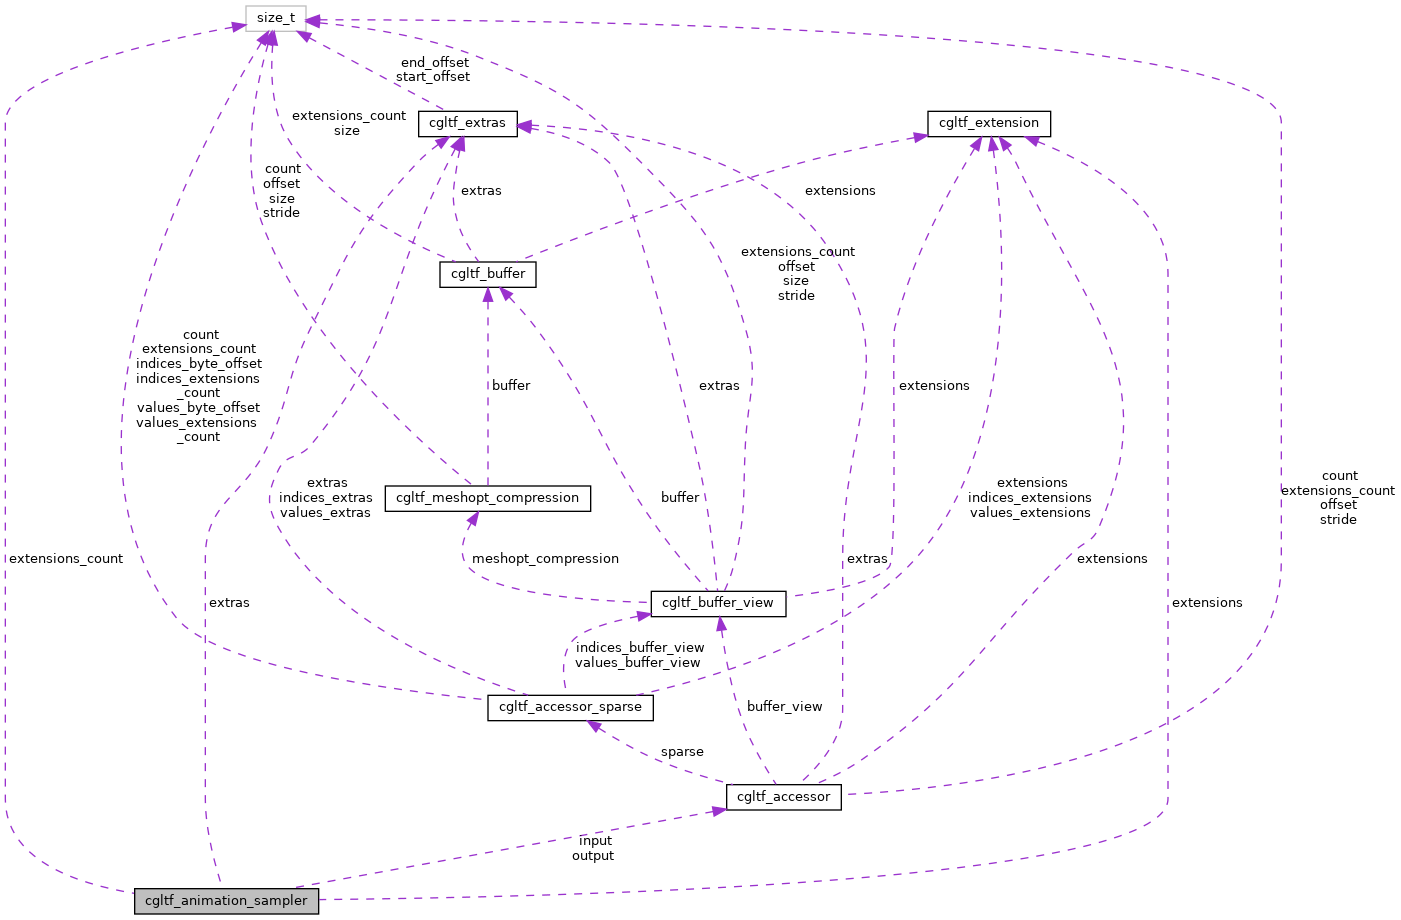 size_t
end_offset
start_offset
extensions_count
size
cgltf_extras
cgltf_extension
count
offset
size
stride
extras
extensions
extensions_count
offset
size
stride
cgltf_buffer
count
extensions_count
indices_byte_offset
indices_extensions
_count
values_byte_offset
values_extensions
_count
buffer
extras
extensions
extras
indices_extras
values_extras
cgltf_meshopt_compression
buffer
extensions
indices_extensions
values_extensions
count
extensions_count
offset
stride
extensions_count
meshopt_compression
extras
extensions
extras
cgltf_buffer_view
extensions
indices_buffer_view
values_buffer_view
cgltf_accessor_sparse
buffer_view
sparse
cgltf_accessor
input
output
cgltf_animation_sampler